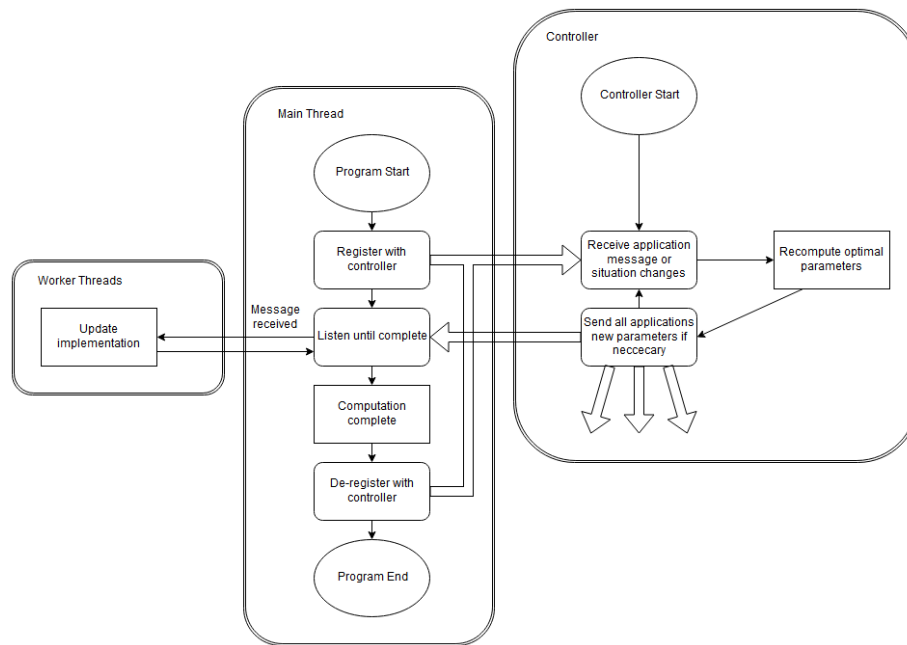 Controller
Controller Start
Main Thread
Program Start
Register with
controller
Receive application
message or
situation changes
Recompute optimal
parameters
Worker Threads
Update
implementation
Message
received
Listen until complete
Send all applications
new parameters if
neccecary
Computation
complete
De-register with
controller
Program End